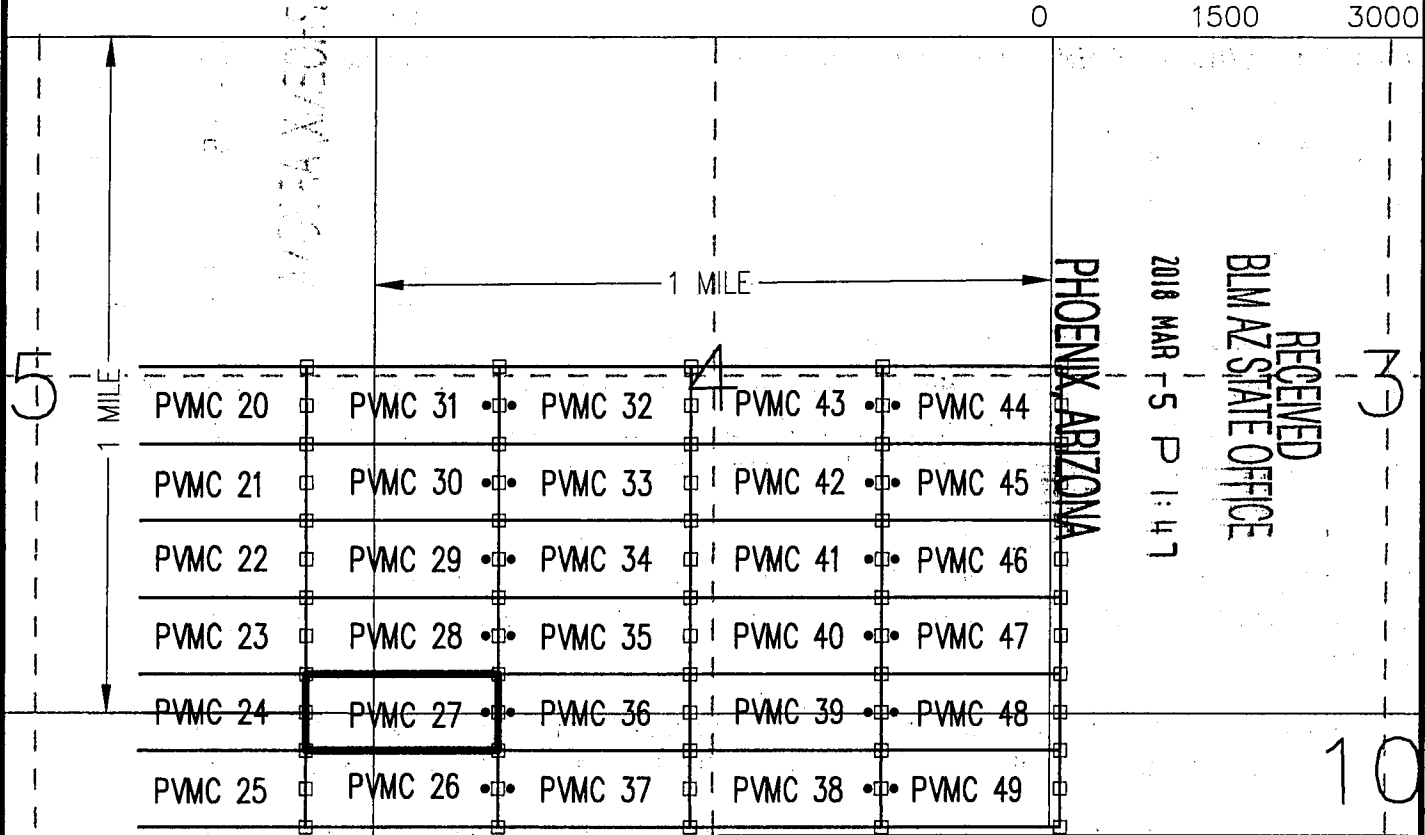 0 1500 3000
1 MILE
1 MILE
5 4 3
PVMC 20 PVMC 31 PVMC 32 PVMC 43 PVMC 44
PVMC 21 PVMC 30 PVMC 33 PVMC 42 PVMC 45
PVMC 22 PVMC 29 PVMC 34 PVMC 41 PVMC 46
PVMC 23 PVMC 28 PVMC 35 PVMC 40 PVMC 47
PVMC 24 PVMC 27 PVMC 36 PVMC 39 PVMC 48
PVMC 25 PVMC 26 PVMC 37 PVMC 38 PVMC 49
10
RECEIVED
BLM AZ STATE OFFICE
2018 MAR -5 P 1:47
PHOENIX, ARIZONA